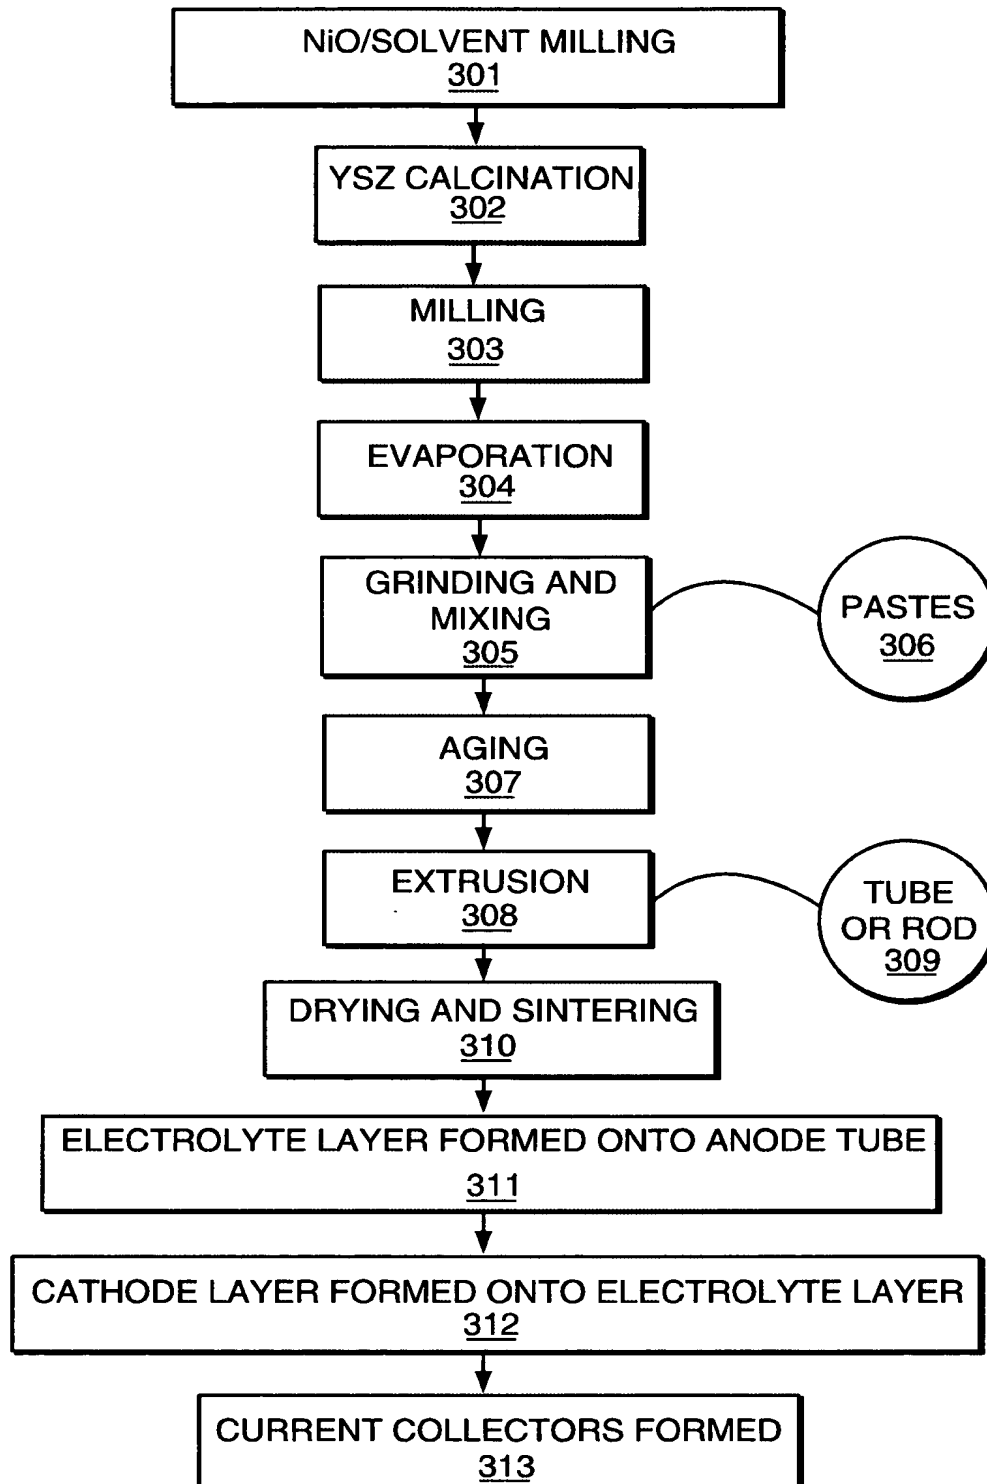 NiO/SOLVENT MILLING
301
YSZ CALCINATION
302
MILLING
303
EVAPORATION
304
GRINDING AND
MIXING
305
PASTES
306
AGING
307
EXTRUSION
308
TUBE
OR ROD
309
DRYING AND SINTERING
310
ELECTROLYTE LAYER FORMED ONTO ANODE TUBE
311
CATHODE LAYER FORMED ONTO ELECTROLYTE LAYER
312
CURRENT COLLECTORS FORMED
313